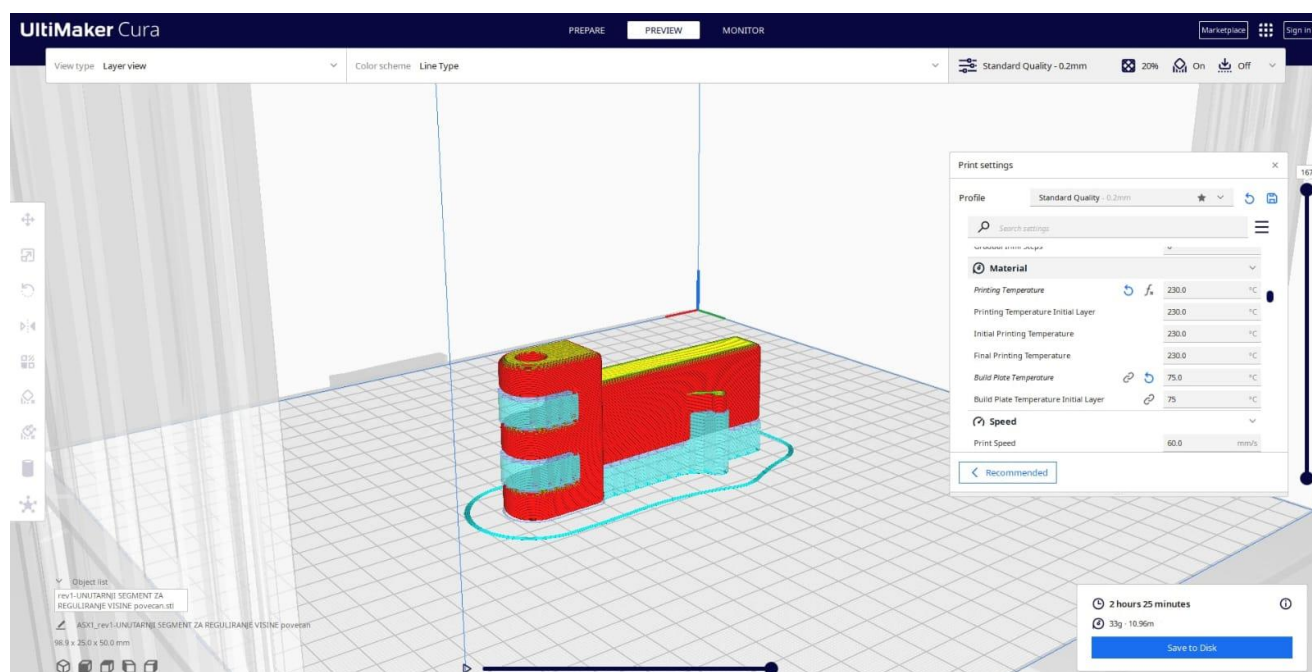 UltiMaker Cura
PREPARE
PREVIEW
MONITOR
Marketplace
Sign in
View type Layer view
Color scheme Line Type
Standard Quality - 0.2mm
20%
On
Off
Print settings
Profile
Standard Quality - 0.2mm
Search settings
Gradual Infill Steps
0
Material
Printing Temperature 230.0 °C
Printing Temperature Initial Layer 230.0 °C
Initial Printing Temperature 230.0 °C
Final Printing Temperature 230.0 °C
Build Plate Temperature 75.0 °C
Build Plate Temperature Initial Layer 75 °C
Speed
Print Speed 60.0 mm/s
Recommended
167
Object list
rev1-UNUTARNJI SEGMENT ZA
REGULIRANJE VISINE povecan.stl
ASX1_rev1-UNUTARNJI SEGMENT ZA REGULIRANJE VISINE povecan
98.9 x 25.0 x 50.0 mm
2 hours 25 minutes
33g · 10.96m
Save to Disk